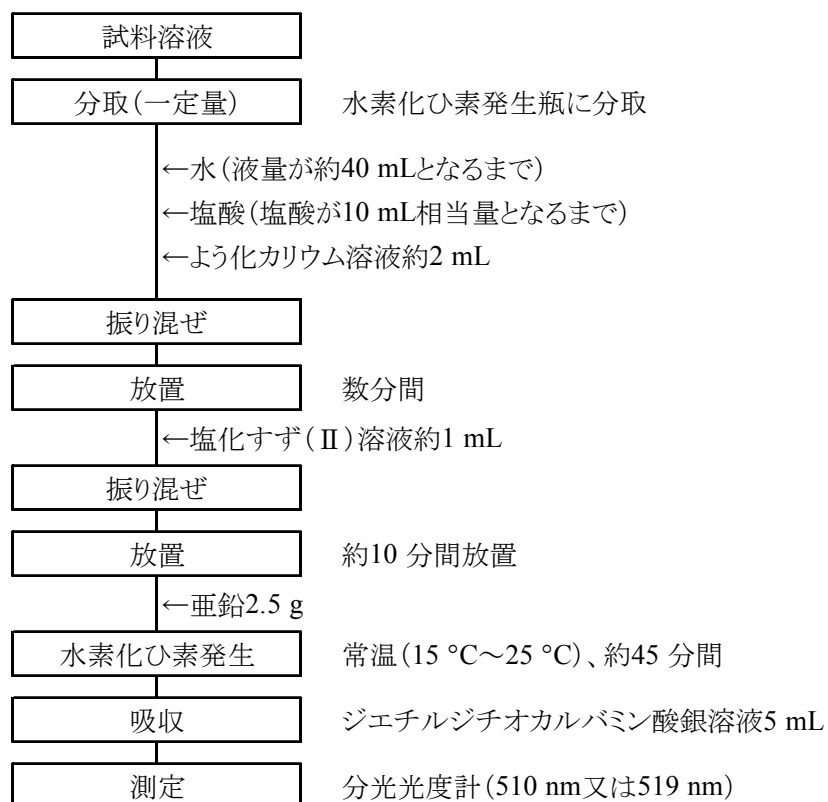 試料溶液
分取(一定量) 水素化ひ素発生瓶に分取
←水(液量が約40 mLとなるまで)
←塩酸(塩酸が10 mL相当量となるまで)
←よう化カリウム溶液約2 mL
振り混ぜ
放置 数分間
←塩化すず(Ⅱ)溶液約1 mL
振り混ぜ
放置 約10 分間放置
←亜鉛2.5 g
水素化ひ素発生 常温(15 °C~25 °C)、約45 分間
吸収 ジエチルジチオカルバミン酸銀溶液5 mL
測定 分光光度計(510 nm又は519 nm)